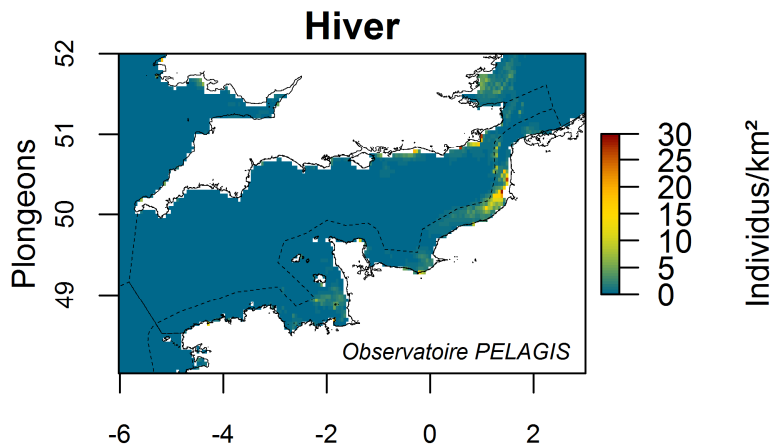 Hiver
Plongeons
52
51
50
49
Observatoire PELAGIS
-6 -4 -2 0 2
30
25
20
15
10
5
0
Individus/km²